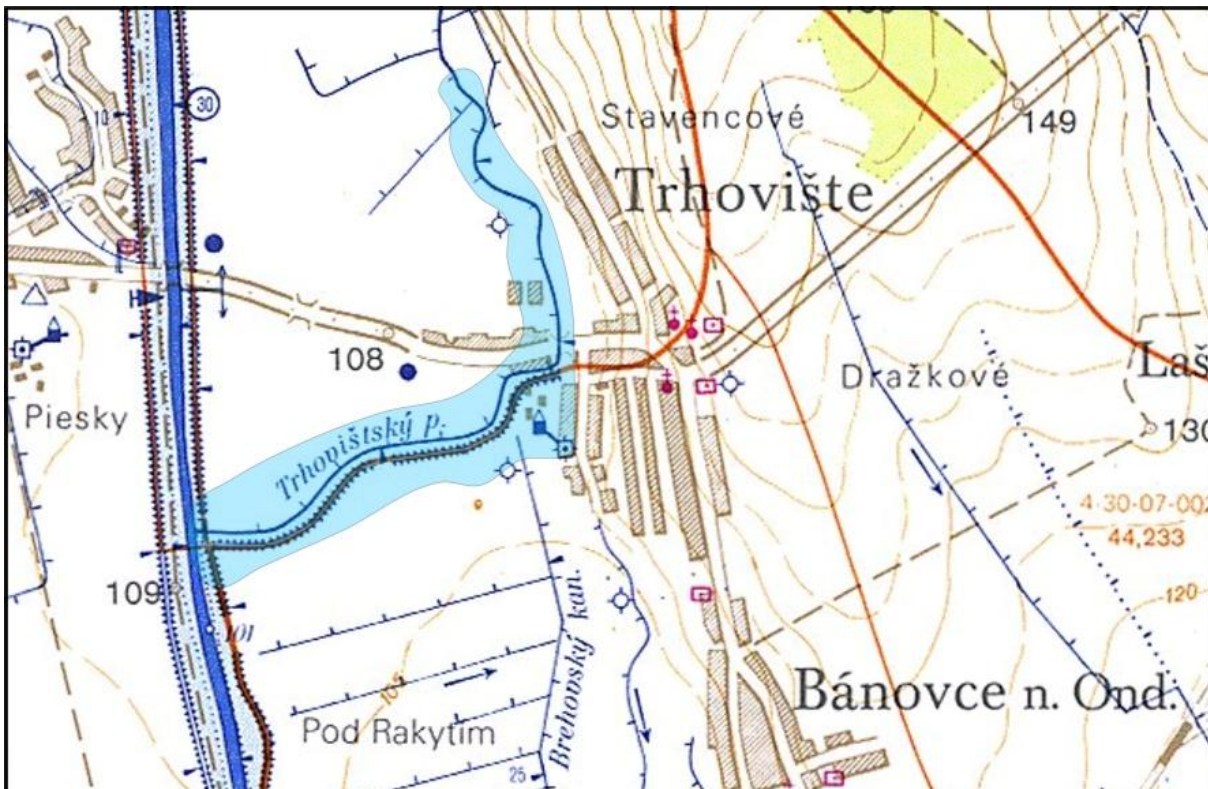 30
10
149
Stavencové
Trhovište
108
Dražkové
Laš
Piesky
130
Trhovištský p.
4-30-07-002
44,233
109
120
101
Brehovský kan.
Bánovce n. Ond.
105
Pod Rakytím
25